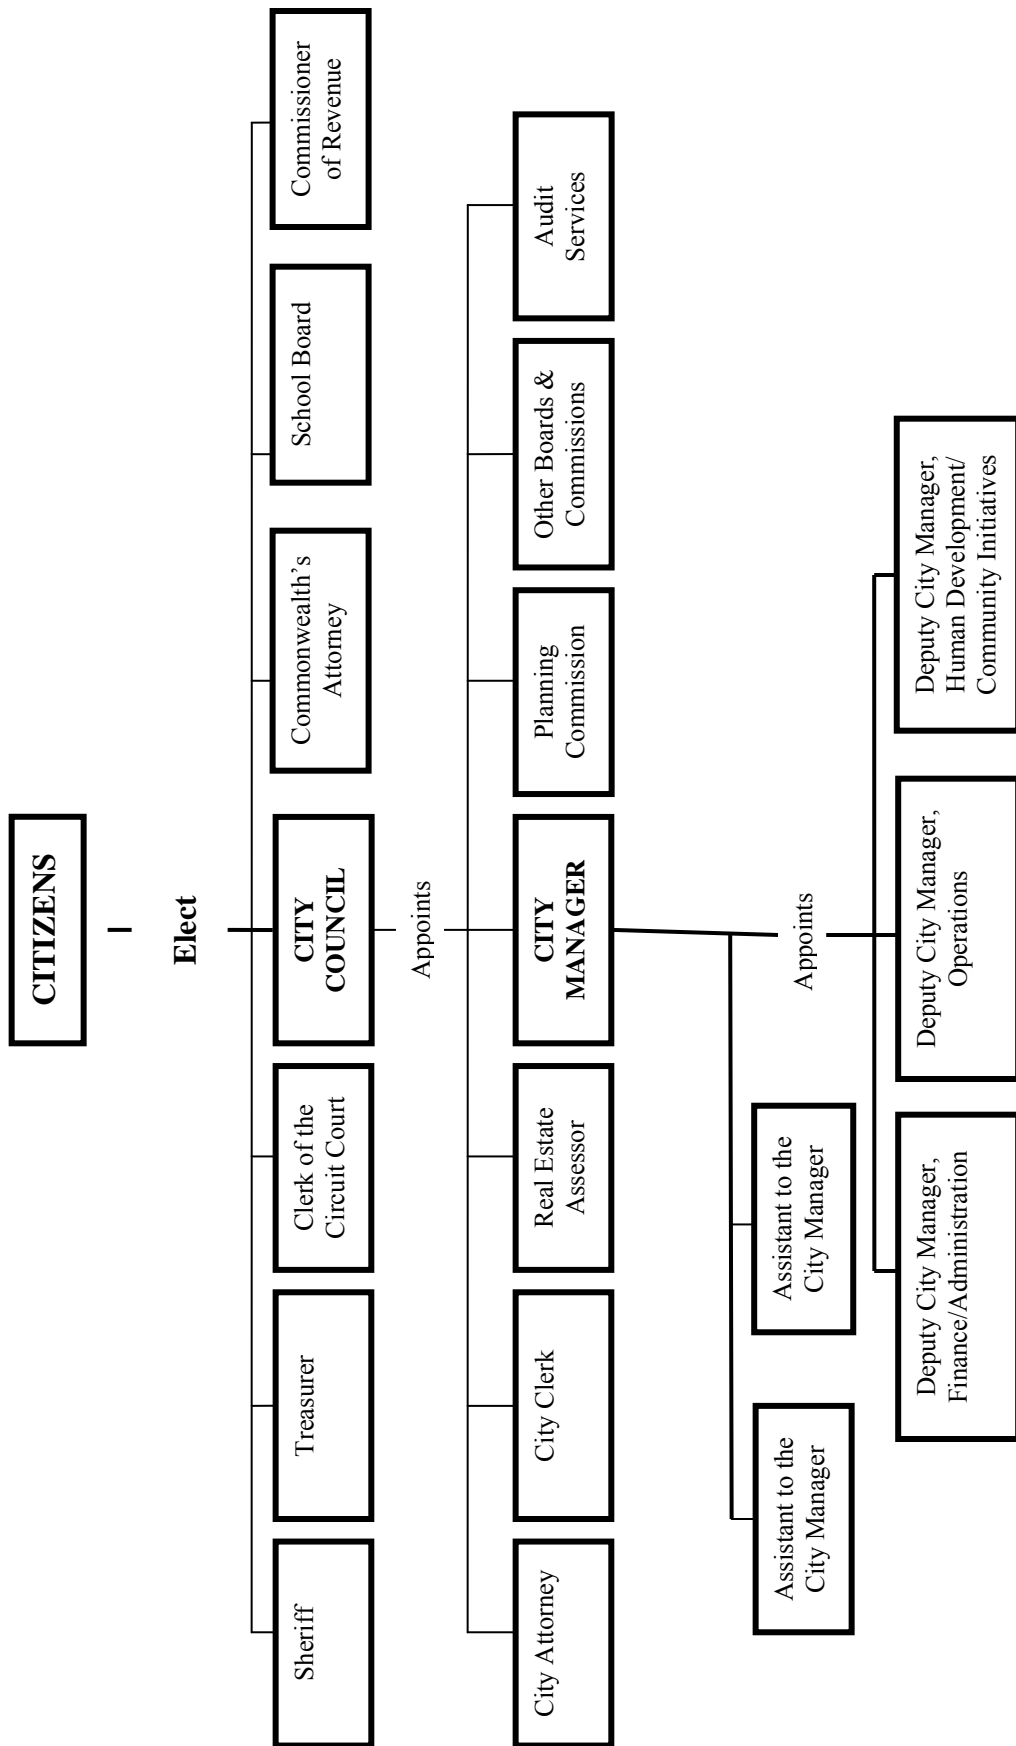 CITIZENS
Elect
Sheriff
Treasurer
Clerk of the
Circuit Court
CITY
COUNCIL
Commonwealth's
Attorney
School Board
Commissioner
of Revenue
Appoints
City Attorney
City Clerk
Real Estate
Assessor
CITY
MANAGER
Planning
Commission
Other Boards &
Commissions
Audit
Services
Assistant to the
City Manager
Assistant to the
City Manager
Appoints
Deputy City Manager,
Finance/Administration
Deputy City Manager,
Operations
Deputy City Manager,
Human Development/
Community Initiatives